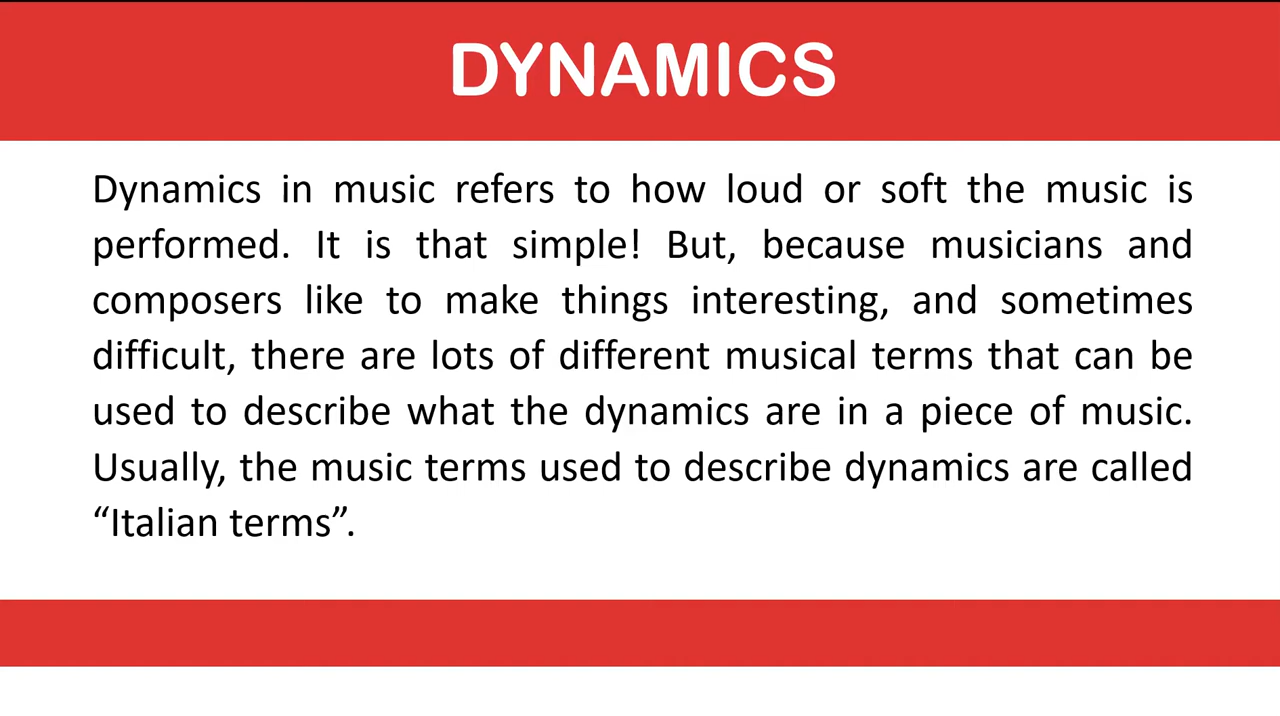 DYNAMICS
Dynamics in music refers to how loud or soft the music is
performed. It is that simple! But, because musicians and
composers like to make things interesting, and sometimes
difficult, there are lots of different musical terms that can be
used to describe what the dynamics are in a piece of music.
Usually, the music terms used to describe dynamics are called
“Italian terms”.